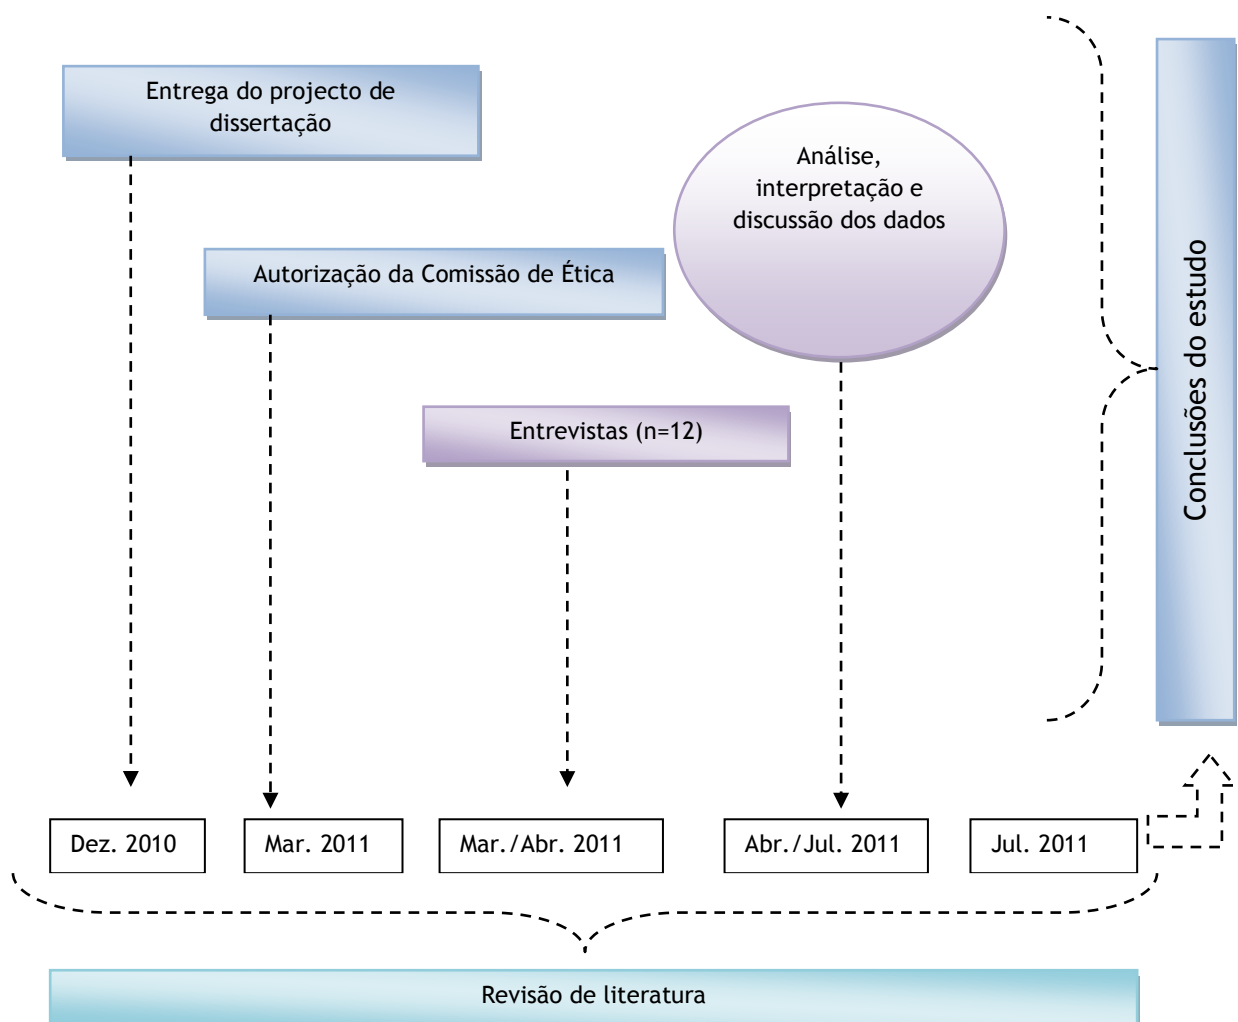 Entrega do projecto de
dissertação
Análise,
interpretação e
discussão dos dados
Autorização da Comissão de Ética
Entrevistas (n=12)
Conclusões do estudo
Dez. 2010
Mar. 2011
Mar./Abr. 2011
Abr./Jul. 2011
Jul. 2011
Revisão de literatura